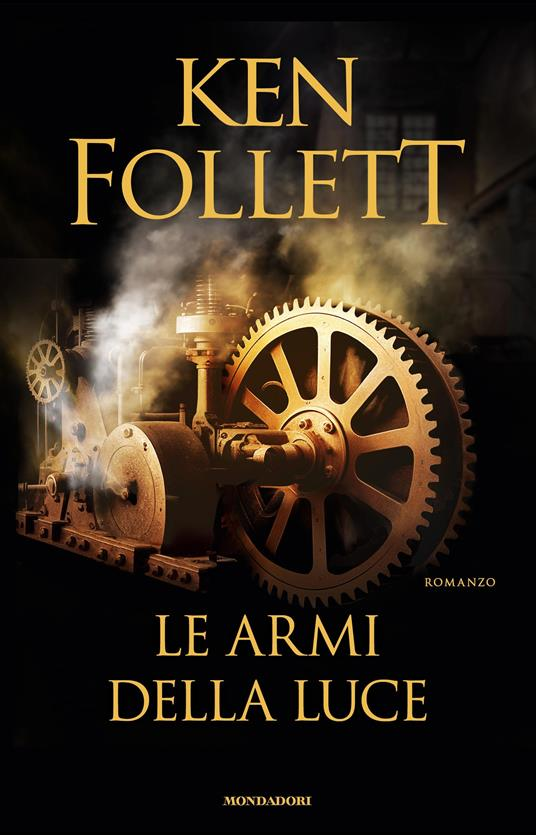 KEN
FOLLETT
ROMANZO
LE ARMI
DELLA LUCE
MONDADORI